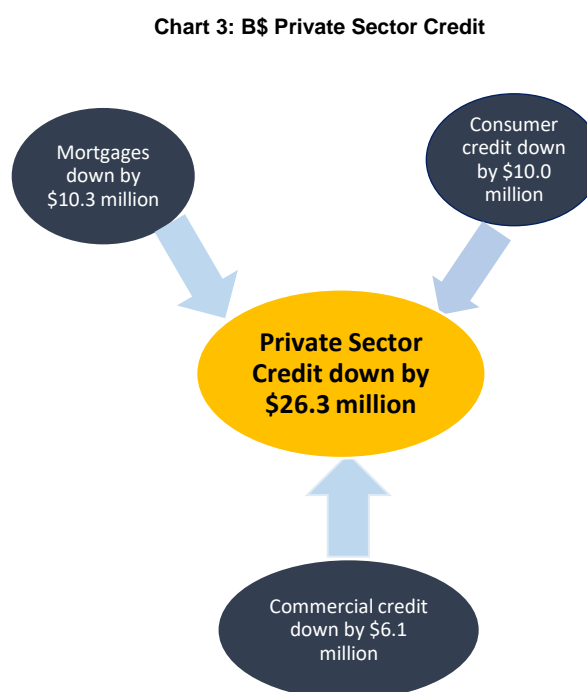 Chart 3: B$ Private Sector Credit
Mortgages
down by
$10.3 million
Consumer
credit down
by $10.0
million
Private Sector
Credit down by
$26.3 million
Commercial credit
down by $6.1
million